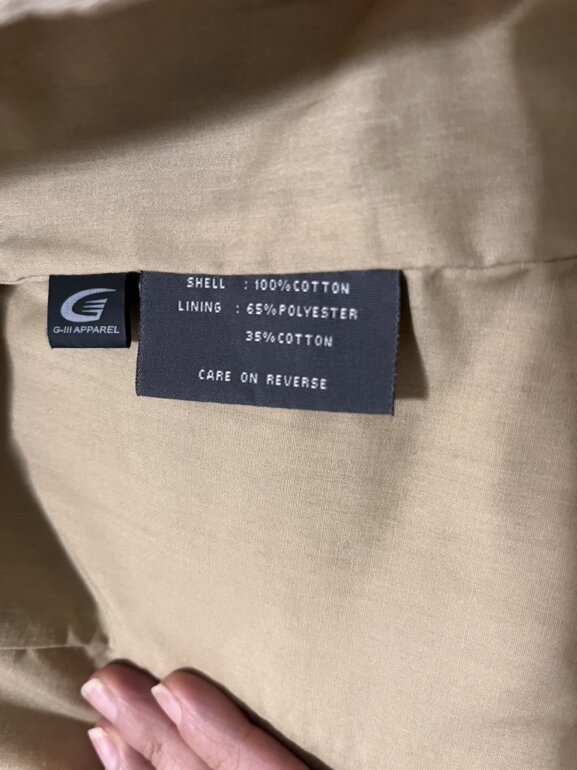 G-III APPAREL
SHELL : 100%COTTON
LINING : 65%POLYESTER
35%COTTON
CARE ON REVERSE